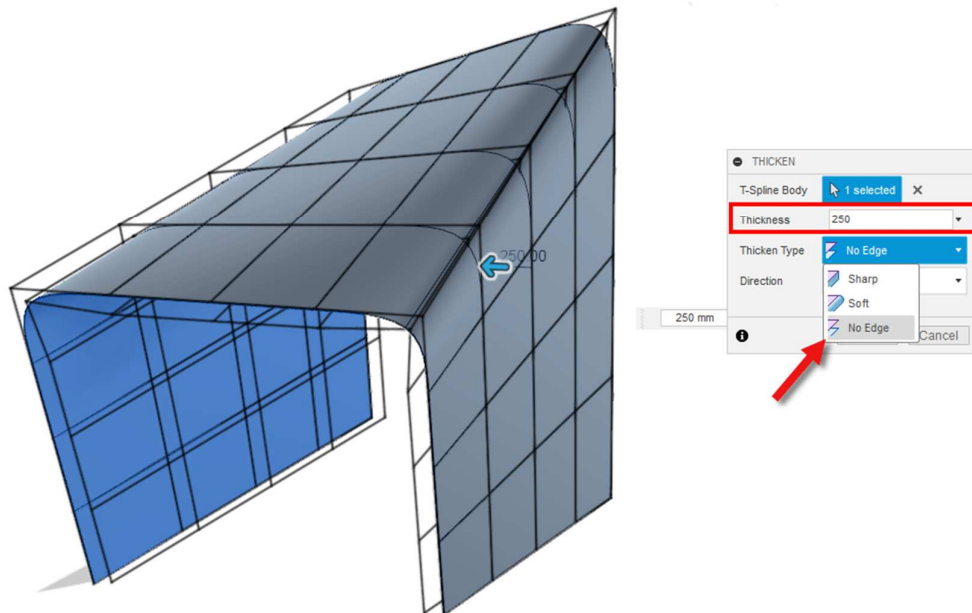 THICKEN
T-Spline Body 1 selected
Thickness 250
Thicken Type No Edge
Sharp
Direction
Soft
No Edge
Cancel
250.00
250 mm